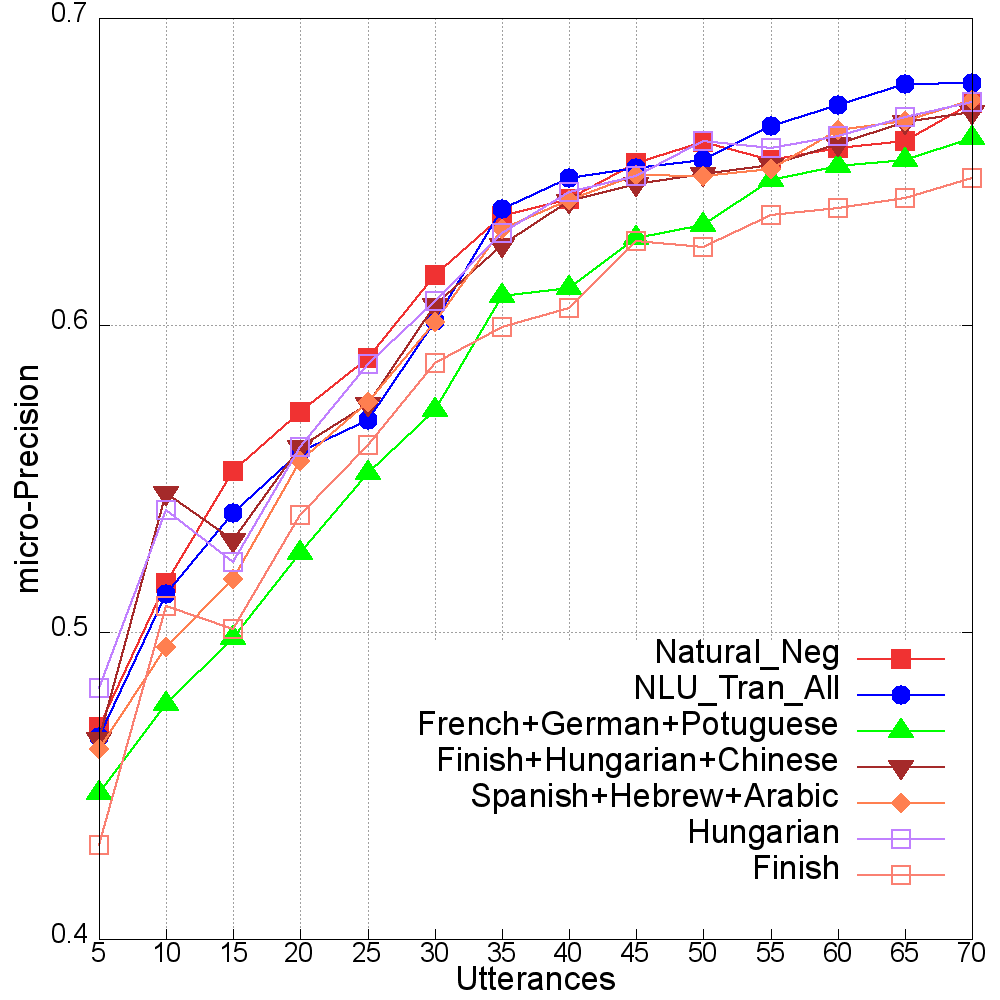 0.7
0.6
0.5
0.4
micro-Precision
Natural_Neg
NLU_Tran_All
French+German+Potuguese
Finish+Hungarian+Chinese
Spanish+Hebrew+Arabic
Hungarian
Finish
5 10 15 20 25 30 35 40 45 50 55 60 65 70
Utterances